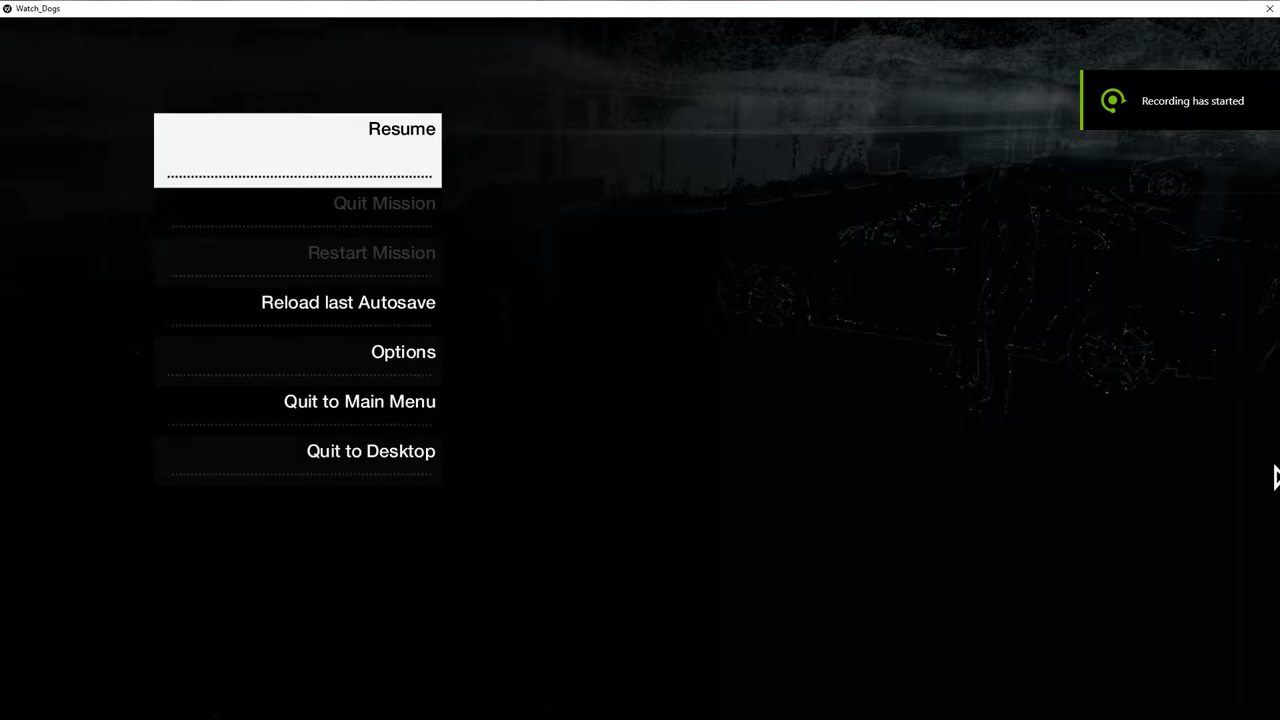 Watch_Dogs
Recording has started
Resume
Quit Mission
Restart Mission
Reload last Autosave
Options
Quit to Main Menu
Quit to Desktop